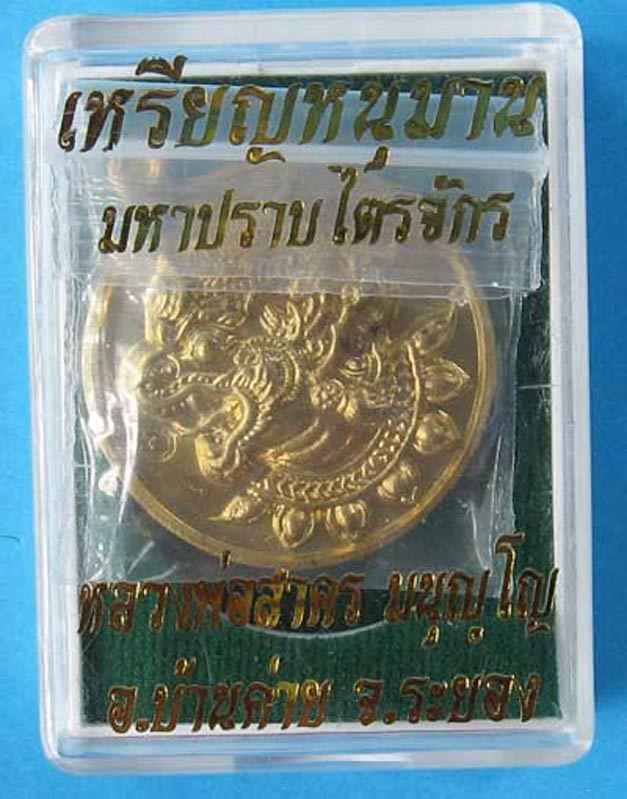 เหรียญหนุมาน
มหาปราบไตรจักร
หลวงพ่อสาคร มนุญฺโญ
อ.บ้านค่าย จ.ระยอง